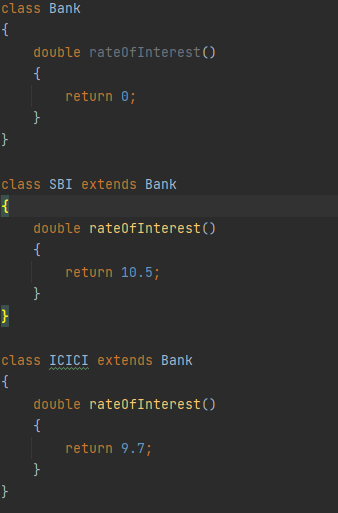 class Bank
{
    double rateOfInterest()
    {
        return 0;
    }
}
class SBI extends Bank
{
    double rateOfInterest()
    {
        return 10.5;
    }
}
class ICICI extends Bank
{
    double rateOfInterest()
    {
        return 9.7;
    }
}